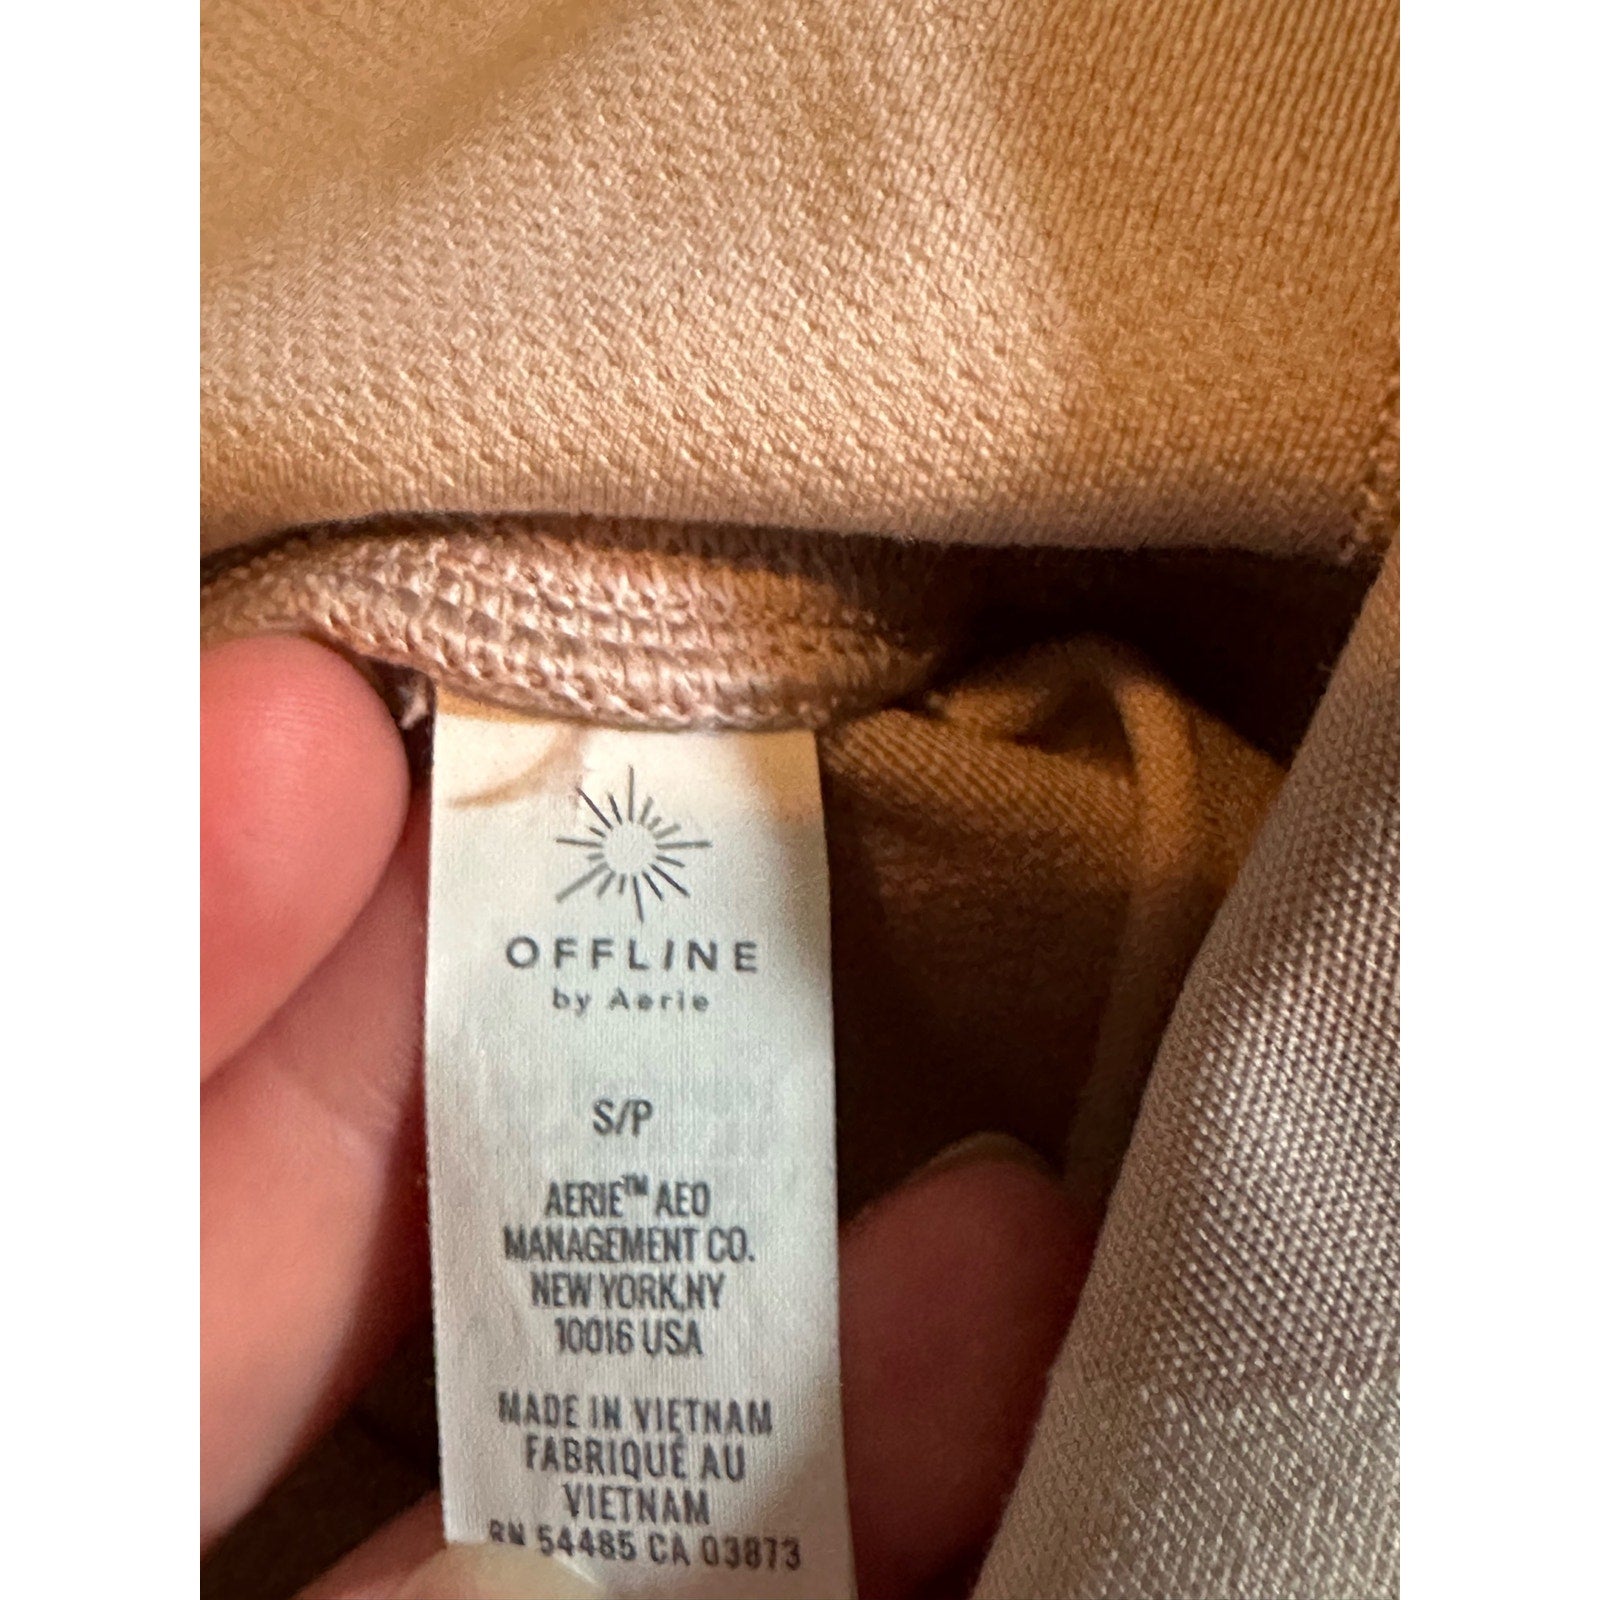 OFFLINE
by Aerie
S/P
AERIE™ AEO
MANAGEMENT CO.
NEW YORK,NY
10016 USA
MADE IN VIETNAM
FABRIQUÉ AU
VIETNAM
RN 54485 CA 03873